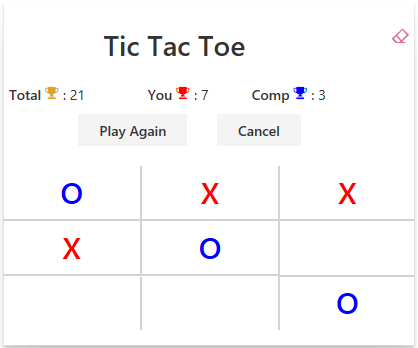 Tic Tac Toe
Total : 21 You : 7 Comp : 3
Play Again Cancel
O X X
X O
O